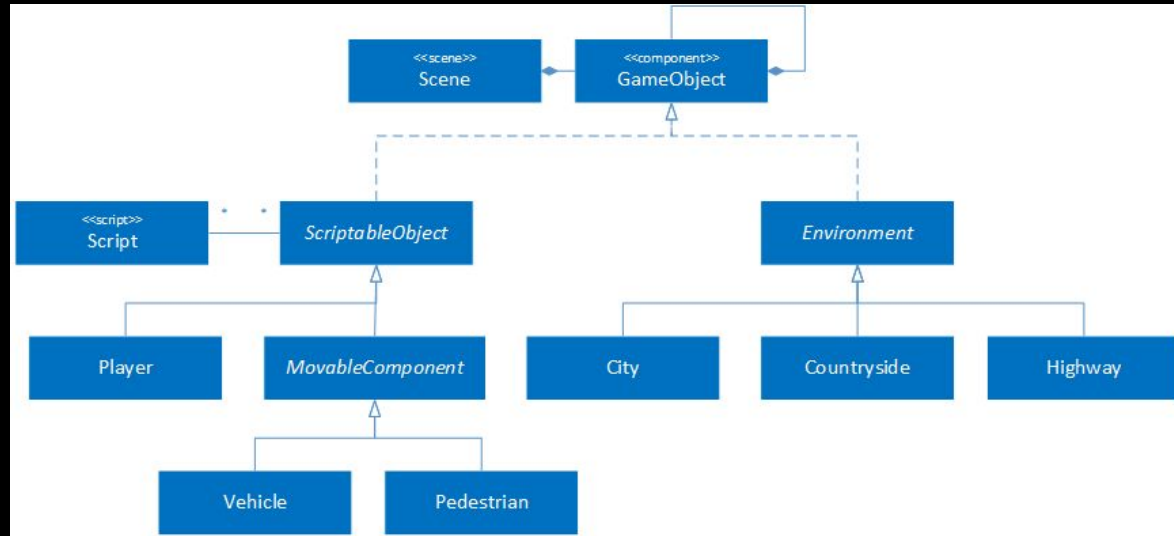 <<scene>>
Scene
<<component>>
GameObject
<<script>>
Script
* *
ScriptableObject
Environment
Player
MovableComponent
City
Countryside
Highway
Vehicle
Pedestrian